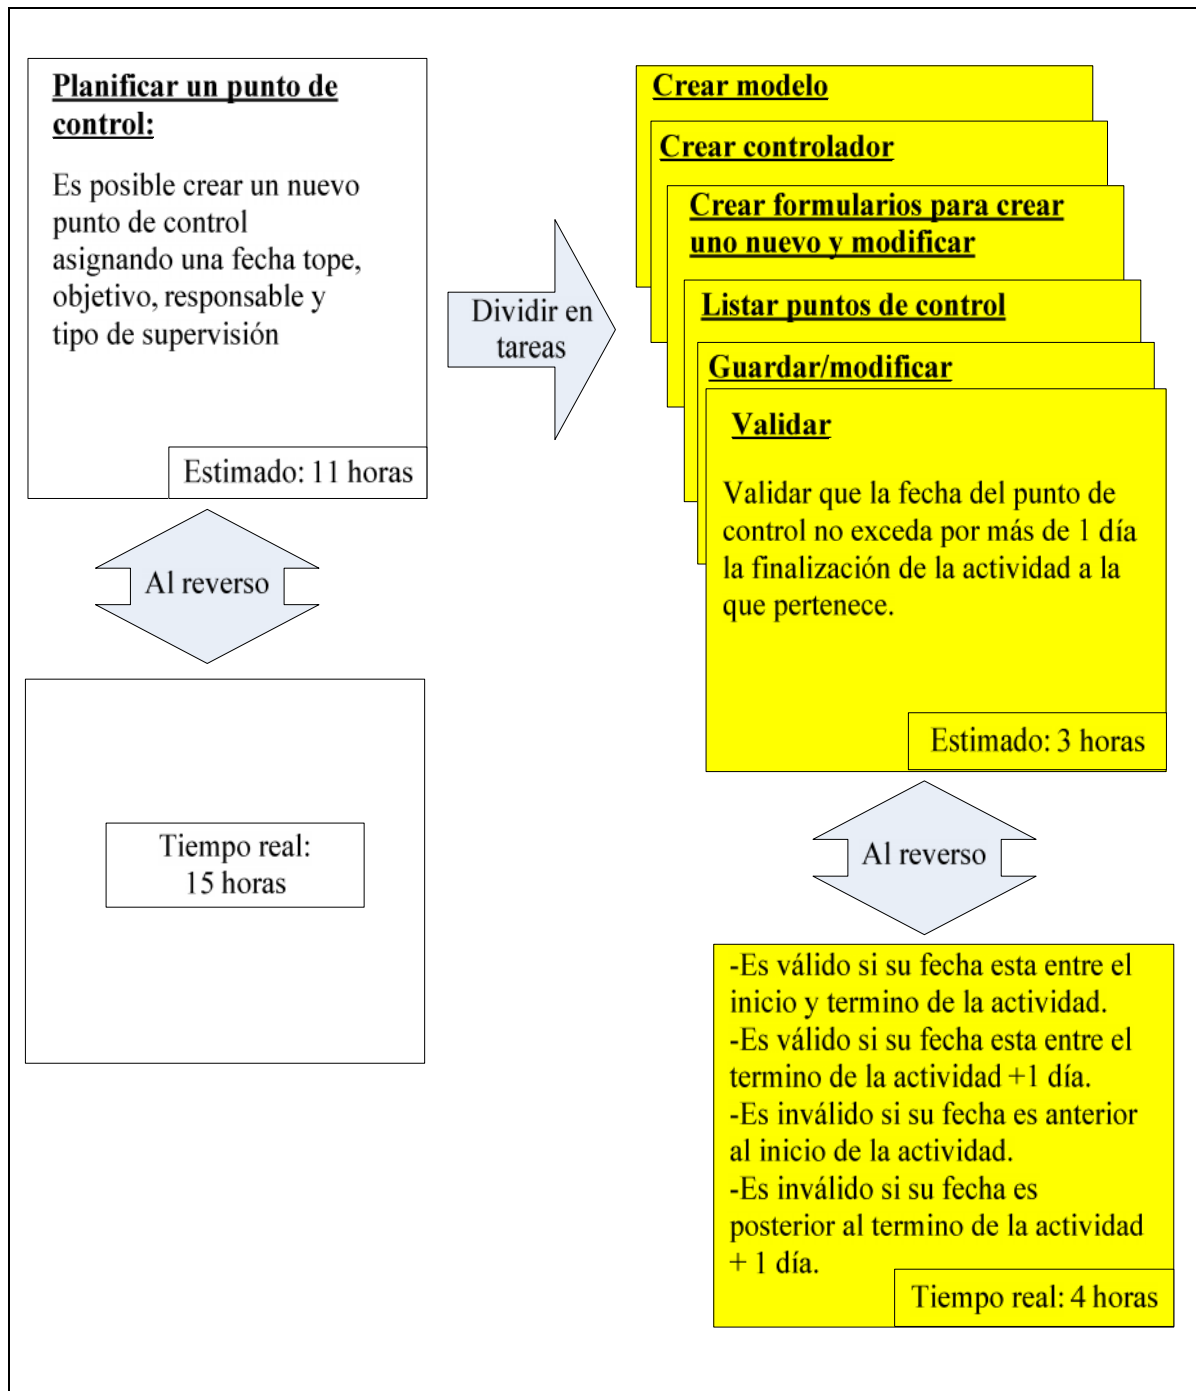 Planificar un punto de
control:
Es posible crear un nuevo
punto de control
asignando una fecha tope,
objetivo, responsable y
tipo de supervisión
Estimado: 11 horas
Al reverso
Tiempo real:
15 horas
Dividir en
tareas
Crear modelo
Crear controlador
Crear formularios para crear
uno nuevo y modificar
Listar puntos de control
Guardar/modificar
Validar
Validar que la fecha del punto de
control no exceda por más de 1 día
la finalización de la actividad a la
que pertenece.
Estimado: 3 horas
Al reverso
-Es válido si su fecha esta entre el
inicio y termino de la actividad.
-Es válido si su fecha esta entre el
termino de la actividad +1 día.
-Es inválido si su fecha es anterior
al inicio de la actividad.
-Es inválido si su fecha es
posterior al termino de la actividad
+ 1 día.
Tiempo real: 4 horas